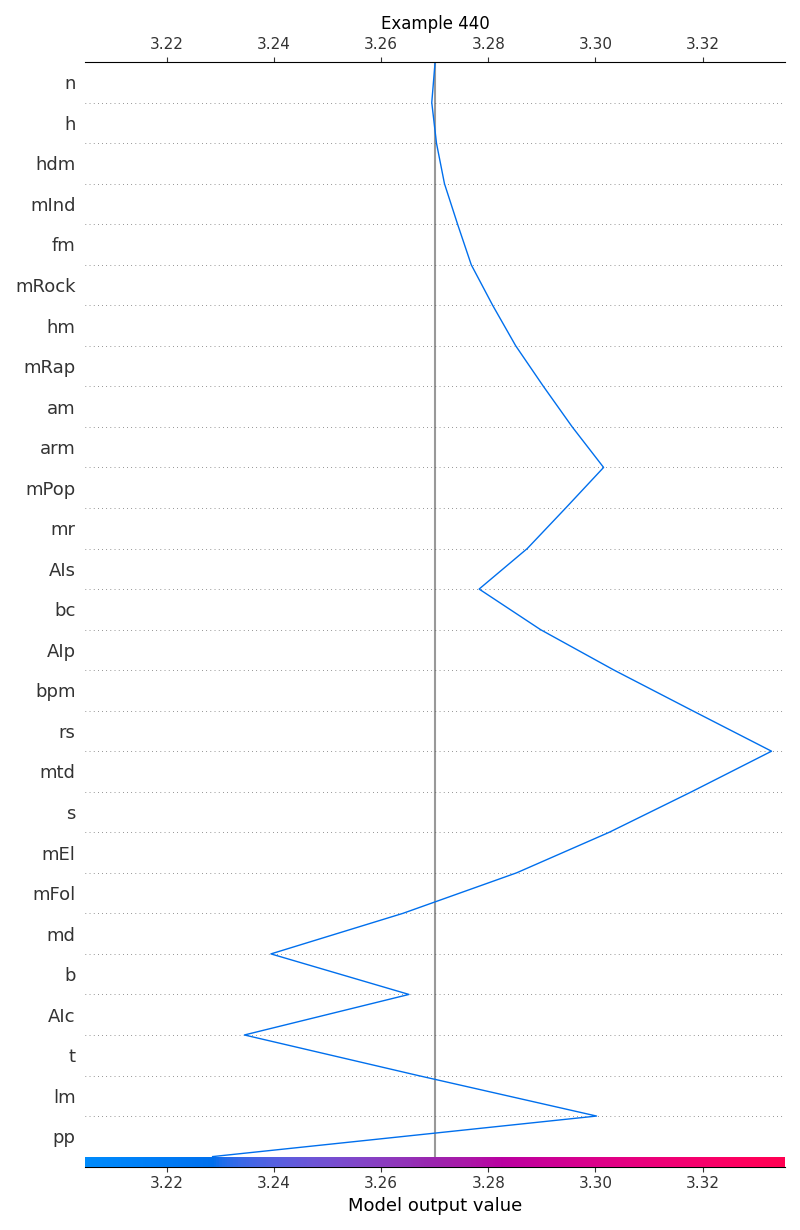 Example 440
3.22 3.24 3.26 3.28 3.30 3.32
n
h
hdm
mInd
fm
mRock
hm
mRap
am
arm
mPop
mr
AIs
bc
AIp
bpm
rs
mtd
s
mEl
mFol
md
b
AIc
t
lm
pp
3.22 3.24 3.26 3.28 3.30 3.32
Model output value